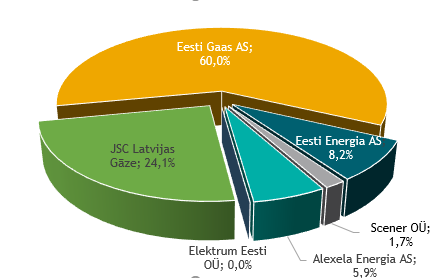 Eesti Gaas AS;
60,0%
Eesti Energia AS
8,2%
JSC Latvijas
Gāze; 24,1%
Scener OÜ;
1,7%
Elektrum Eesti
OÜ; 0,0%
Alexela Energia AS;
5,9%